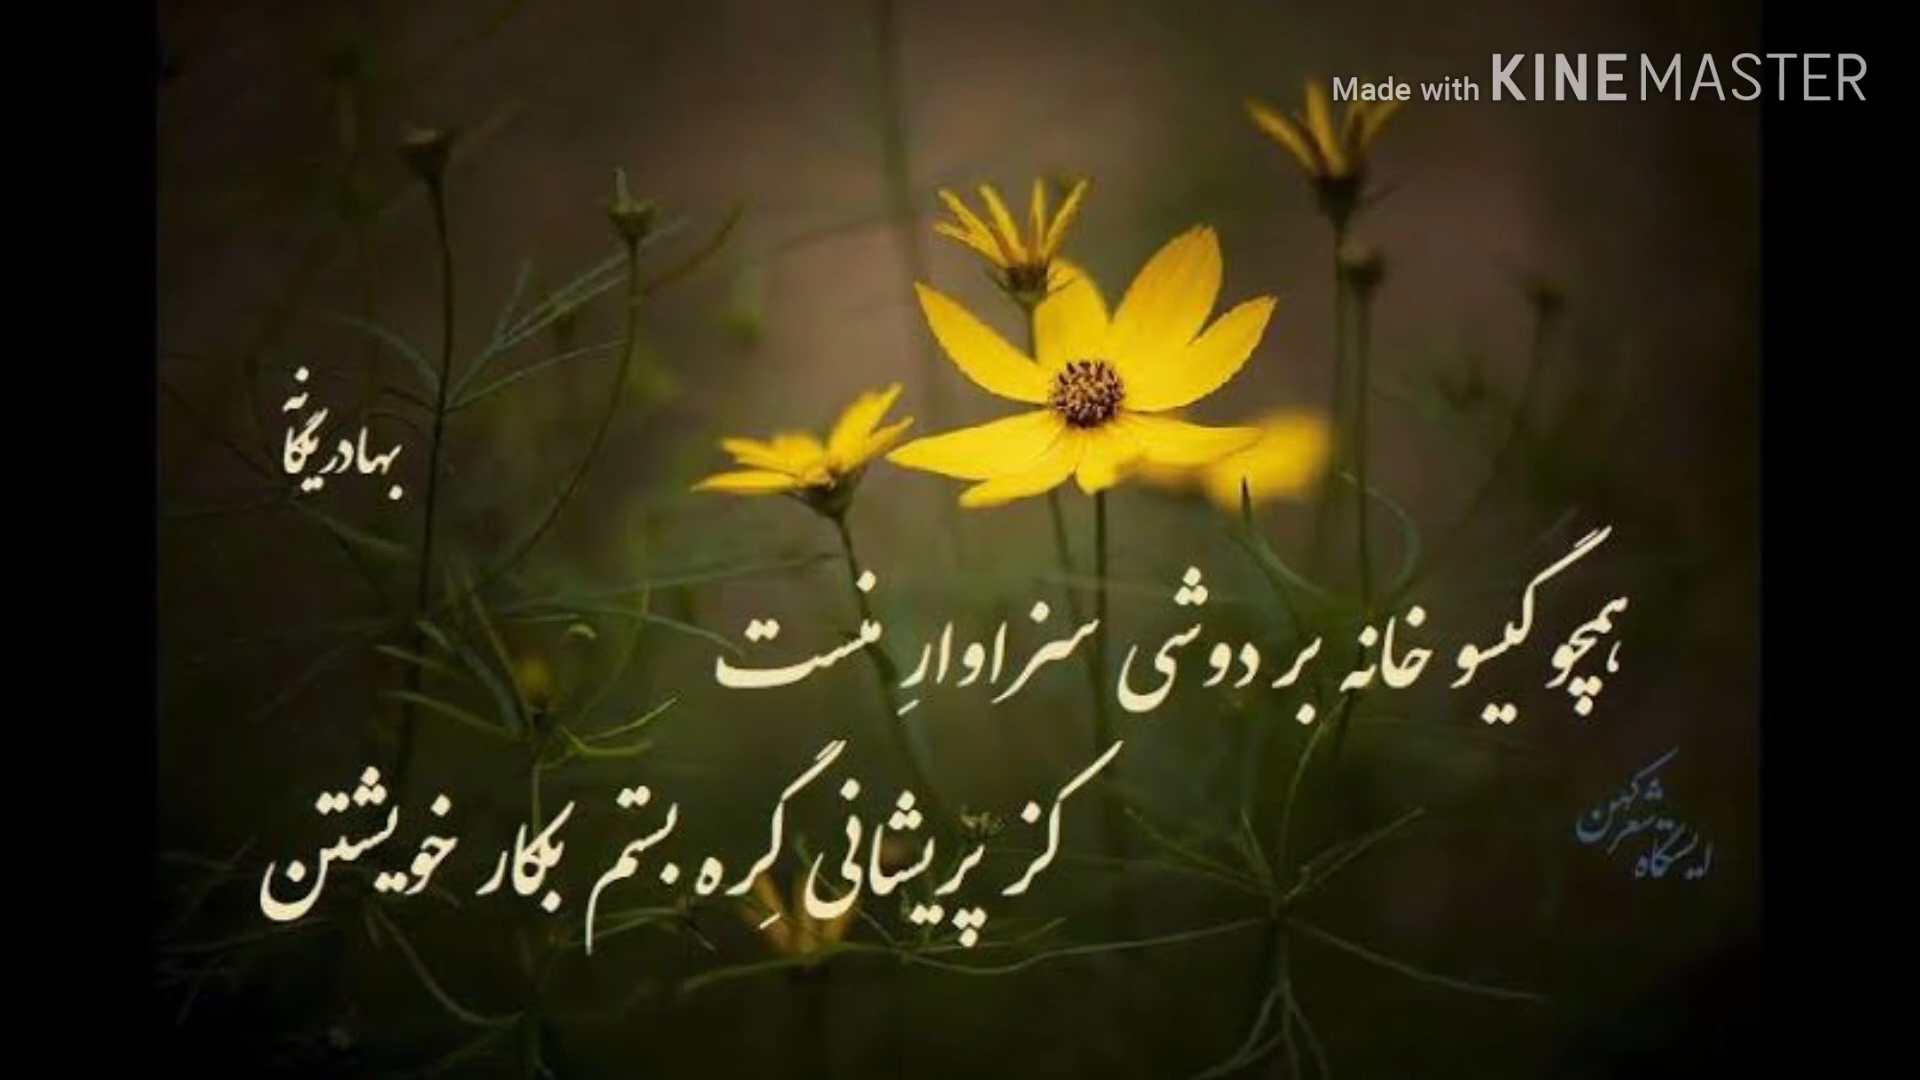 Made with KINEMASTER
بهادر یگانه
همچو گیسو خانه بر دوشی سزاوارِ منست
کز پریشانی گِره بستم بکار خویشتن
ایستگاه شعر کهن